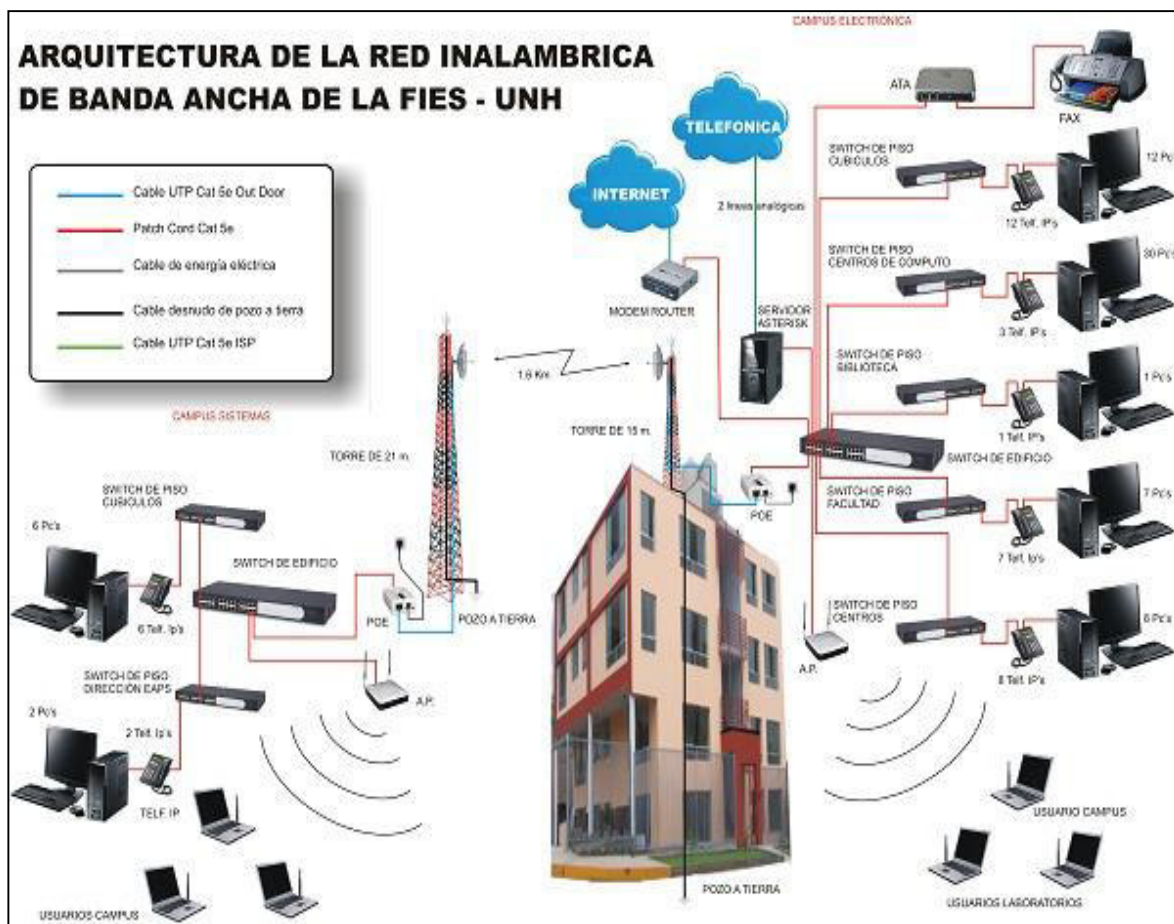 CAMPUS ELECTRÓNICA
ARQUITECTURA DE LA RED INALAMBRICA
DE BANDA ANCHA DE LA FIES - UNH
Cable UTP Cat 5e Out Door
Patch Cord Cat 5e
Cable de energía eléctrica
Cable desnudo de pozo a tierra
Cable UTP Cat 5e ISP
TELEFONICA
INTERNET
2 líneas analógicas
MODEM ROUTER
SERVIDOR
ASTERISK
ATA
FAX
SWITCH DE PISO
CUBICULOS
12 Pc's
12 Telf. IP's
SWITCH DE PISO
CENTROS DE COMPUTO
30 Pc's
3 Telf. IP's
SWITCH DE PISO
BIBLIOTECA
1 Pc's
1 Telf. IP's
SWITCH DE EDIFICIO
SWITCH DE PISO
FACULTAD
7 Pc's
7 Telf. Ip's
SWITCH DE PISO
CENTROS
A.P.
8 Telf. IP's
1.6 Km.
TORRE DE 15 m.
POE
CAMPUS SISTEMAS
TORRE DE 21 m.
SWITCH DE PISO
CUBICULOS
6 Pc's
SWITCH DE EDIFICIO
6 Telf. Ip's
POE
POZO A TIERRA
SWITCH DE PISO
DIRECCIÓN EAPS
A.P.
2 Pc's
2 Telf. Ip's
TELF. IP
USUARIOS CAMPUS
POZO A TIERRA
USUARIO CAMPUS
USUARIOS LABORATORIOS